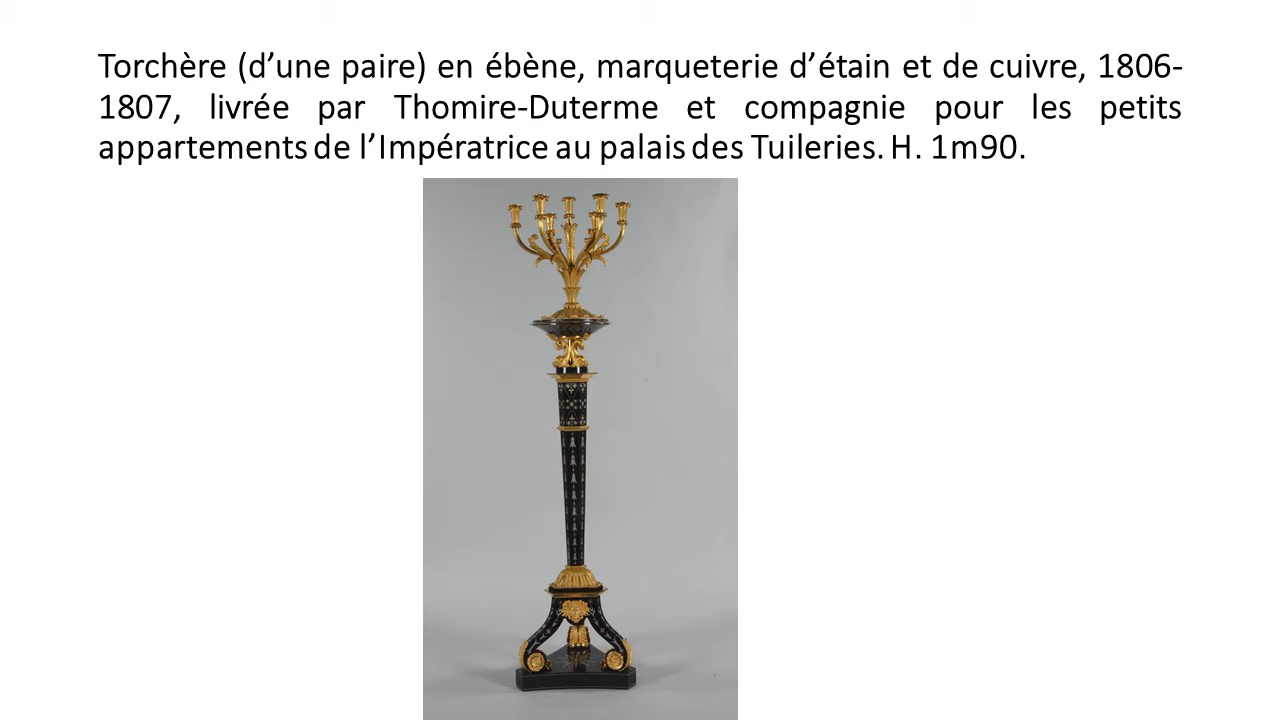 Torchère (d’une paire) en ébène, marqueterie d’étain et de cuivre, 1806-
1807, livrée par Thomire-Duterme et compagnie pour les petits
appartements de l’Impératrice au palais des Tuileries. H. 1m90.